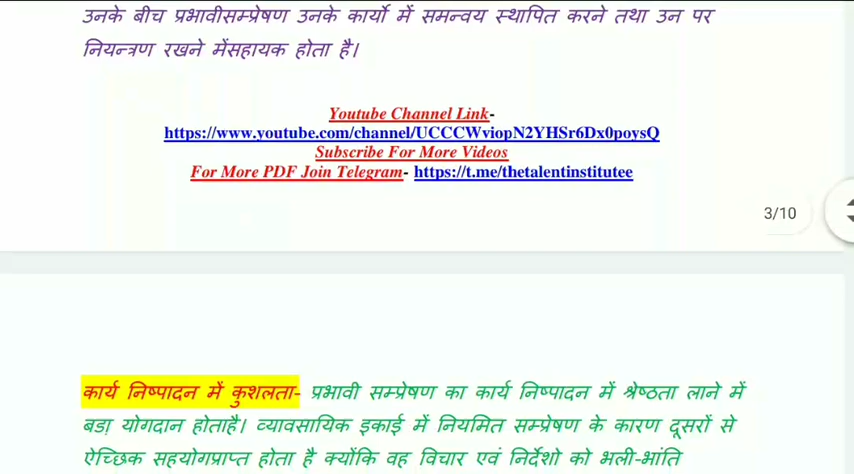 उनके बीच प्रभावीसम्प्रेषण उनके कार्यो में समन्वय स्थापित करने तथा उन पर
नियन्त्रण रखने मेंसहायक होता है।
Youtube Channel Link-
https://www.youtube.com/channel/UCCCWviopN2YHSr6Dx0poysQ
Subscribe For More Videos
For More PDF Join Telegram- https://t.me/thetalentinstitutee
3/10
कार्य निष्पादन में कुशलता- प्रभावी सम्प्रेषण का कार्य निष्पादन में श्रेष्ठता लाने में
बडा़ योगदान होताहै। व्यावसायिक इकाई में नियमित सम्प्रेषण के कारण दूसरों से
ऐच्छिक सहयोगप्राप्त होता है क्योंकि वह विचार एवं निर्देशो को भली-भांति